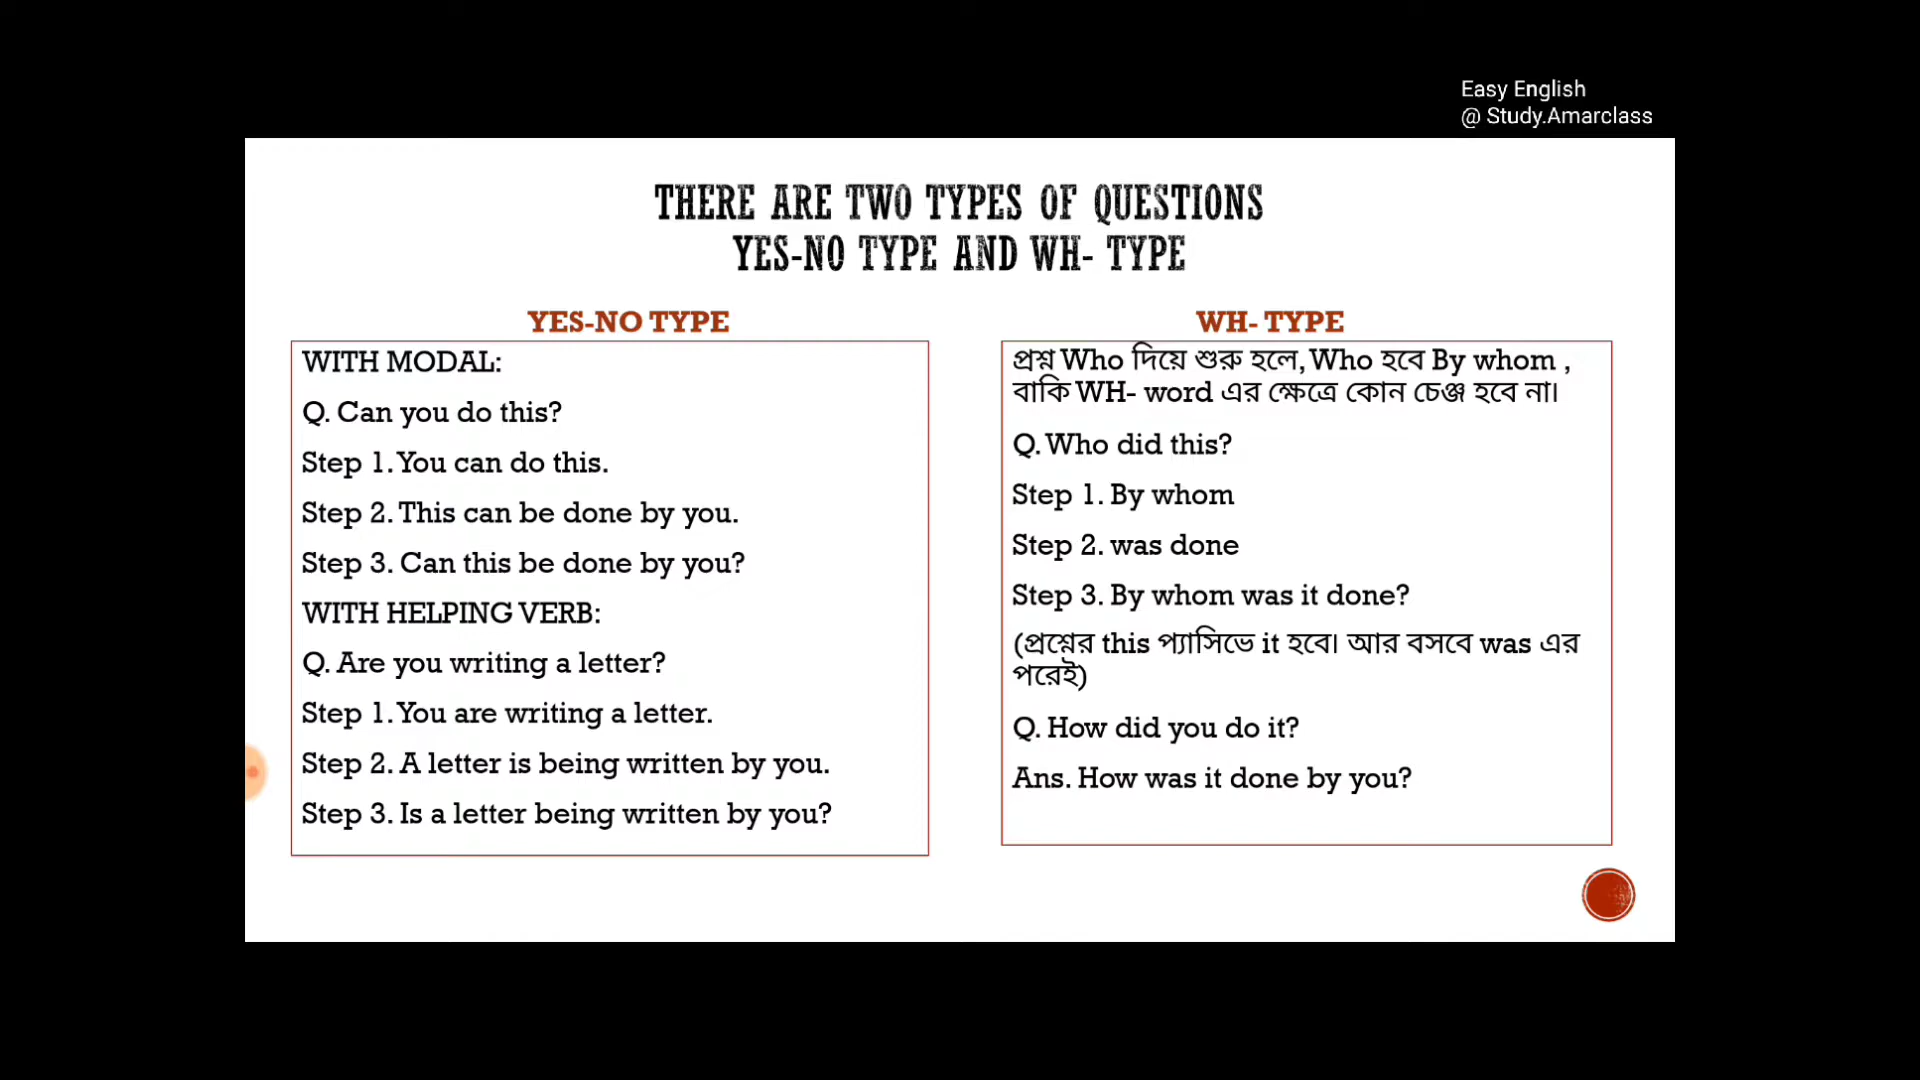 Easy English
@ Study.Amarclass
THERE ARE TWO TYPES OF QUESTIONS
YES-NO TYPE AND WH- TYPE
YES-NO TYPE
WITH MODAL:
Q. Can you do this?
Step 1. You can do this.
Step 2. This can be done by you.
Step 3. Can this be done by you?
WITH HELPING VERB:
Q. Are you writing a letter?
Step 1. You are writing a letter.
Step 2. A letter is being written by you.
Step 3. Is a letter being written by you?
WH- TYPE
প্রশ্ন Who দিয়ে শুরু হলে, Who হবে By whom ,
বাকি WH- word এর ক্ষেত্রে কোন চেঞ্জ হবে না।
Q. Who did this?
Step 1. By whom
Step 2. was done
Step 3. By whom was it done?
(প্রশ্নের this প্যাসিভে it হবে। আর বসবে was এর
পরেই)
Q. How did you do it?
Ans. How was it done by you?